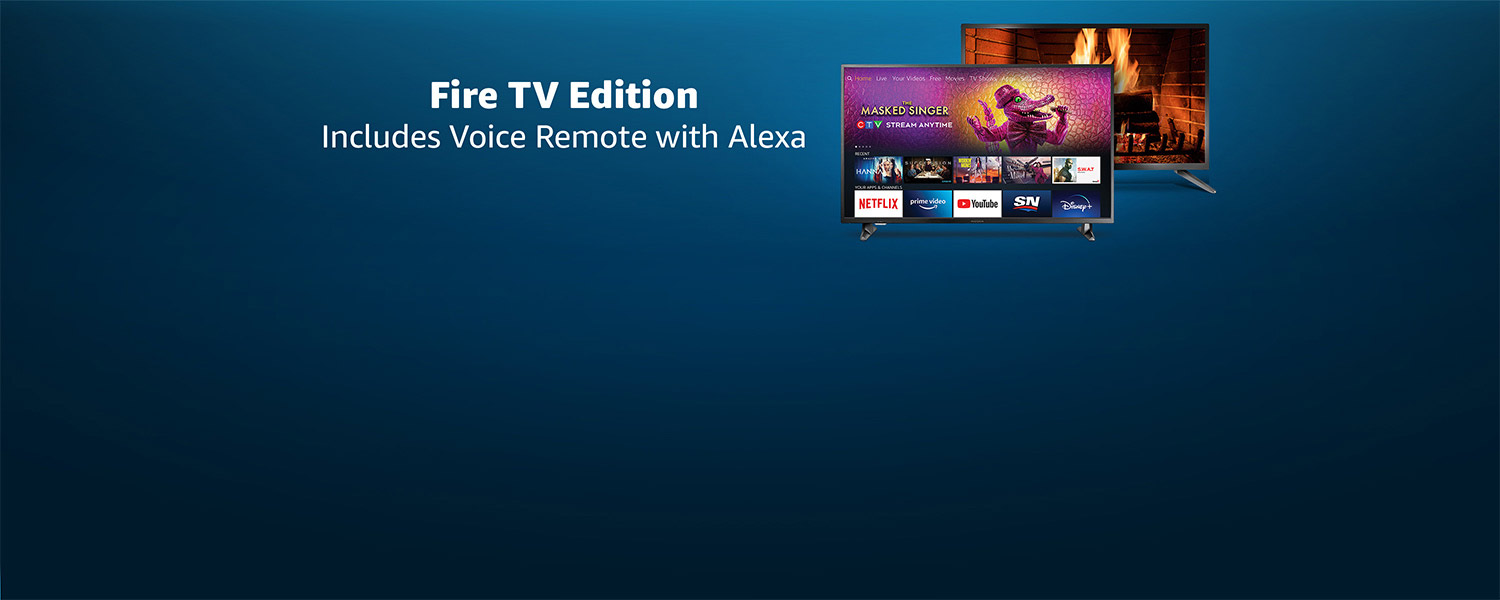 Fire TV Edition
Includes Voice Remote with Alexa
Home Live Your Videos Free Movies TV Shows
THE
MASKED SINGER
CTV STREAM ANYTIME
RECENT
HANNA
SUCCESSION
S.W.A.T
YOUR APPS & CHANNELS
NETFLIX prime video YouTube SN Disney+